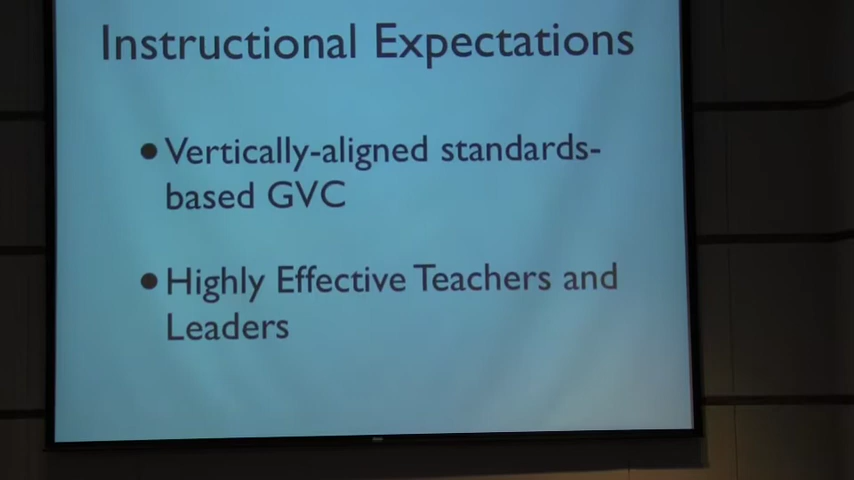 Instructional Expectations
• Vertically-aligned standards-
based GVC
• Highly Effective Teachers and
Leaders